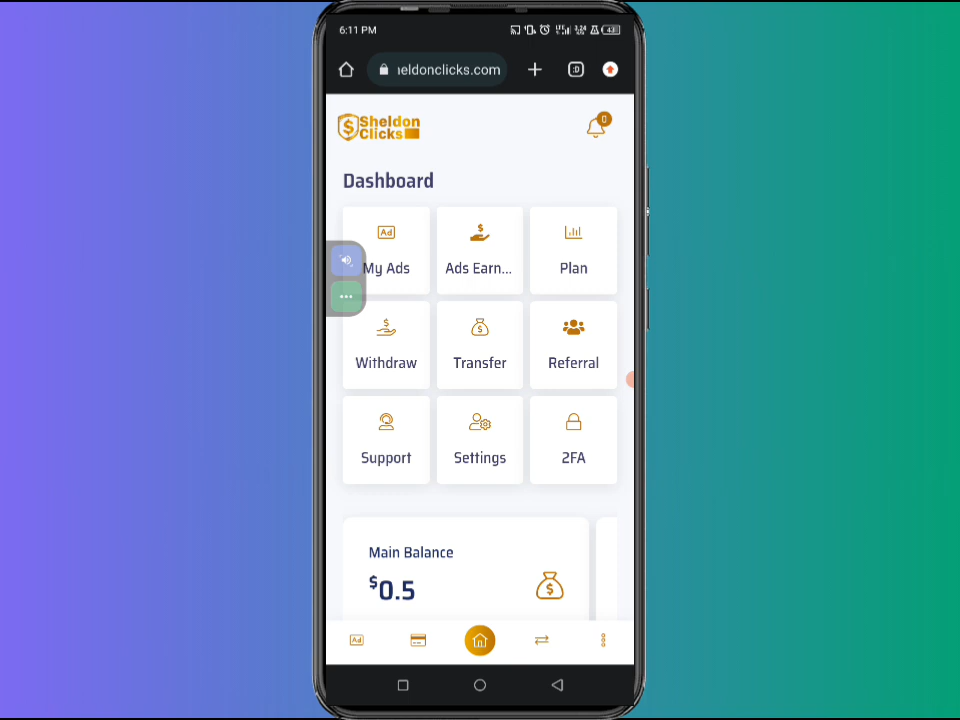 6:11 PM
heldonclicks.com
:D
Sheldon
Clicks
0
Dashboard
Ad
My Ads
Ads Earn...
Plan
Withdraw
Transfer
Referral
Support
Settings
2FA
Main Balance
$0.5
Ad